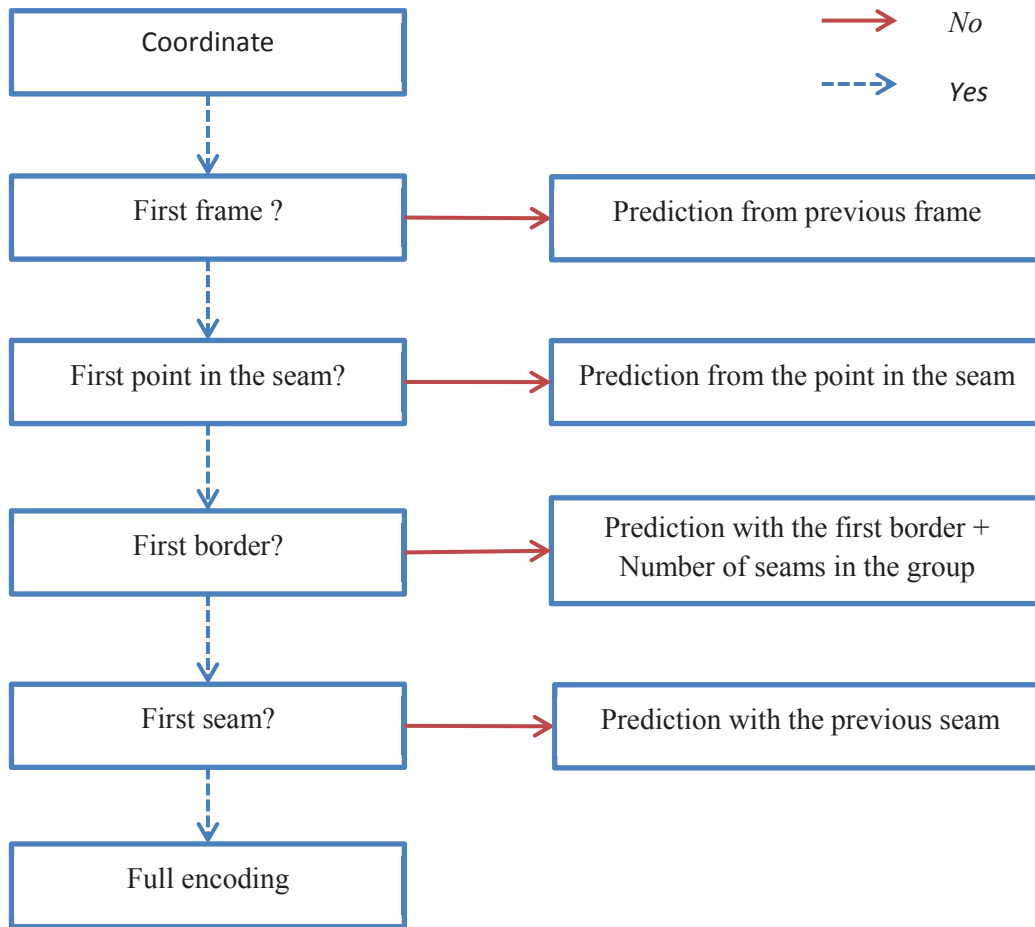 Coordinate
No
Yes
First frame ?
Prediction from previous frame
First point in the seam?
Prediction from the point in the seam
First border?
Prediction with the first border +
Number of seams in the group
First seam?
Prediction with the previous seam
Full encoding